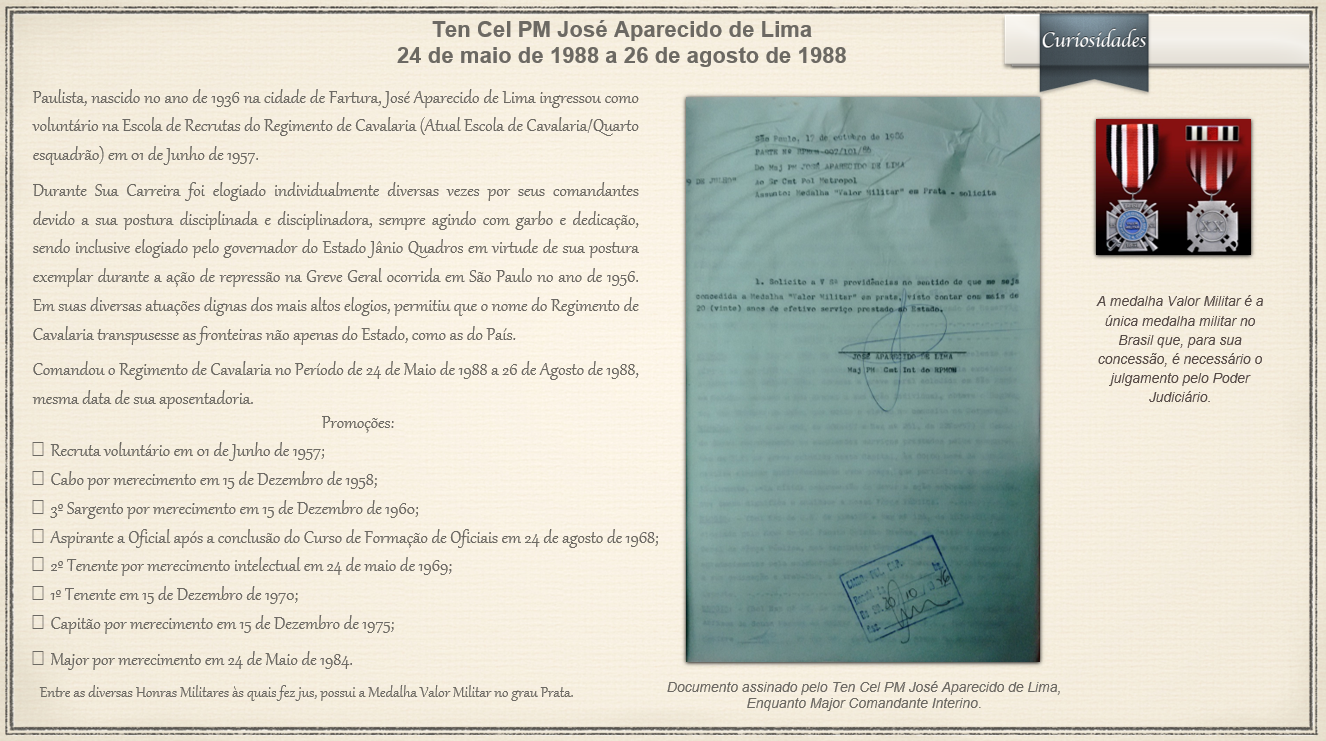 Ten Cel PM José Aparecido de Lima
24 de maio de 1988 a 26 de agosto de 1988
Curiosidades
Paulista, nascido no ano de 1936 na cidade de Fartura, José Aparecido de Lima ingressou como
voluntário na Escola de Recrutas do Regimento de Cavalaria (Atual Escola de Cavalaria/Quarto
esquadrão) em 01 de Junho de 1957.
Durante Sua Carreira foi elogiado individualmente diversas vezes por seus comandantes
devido a sua postura disciplinada e disciplinadora, sempre agindo com garbo e dedicação,
sendo inclusive elogiado pelo governador do Estado Jânio Quadros em virtude de sua postura
exemplar durante a ação de repressão na Greve Geral ocorrida em São Paulo no ano de 1956.
Em suas diversas atuações dignas dos mais altos elogios, permitiu que o nome do Regimento de
Cavalaria transpusesse as fronteiras não apenas do Estado, como as do País.
Comandou o Regimento de Cavalaria no Período de 24 de Maio de 1988 a 26 de Agosto de 1988,
mesma data de sua aposentadoria.
Promoções:
Recruta voluntário em 01 de Junho de 1957;
Cabo por merecimento em 15 de Dezembro de 1958;
3º Sargento por merecimento em 15 de Dezembro de 1960;
Aspirante a Oficial após a conclusão do Curso de Formação de Oficiais em 24 de agosto de 1968;
2º Tenente por merecimento intelectual em 24 de maio de 1969;
1º Tenente em 15 de Dezembro de 1970;
Capitão por merecimento em 15 de Dezembro de 1975;
Major por merecimento em 24 de Maio de 1984.
Entre as diversas Honras Militares às quais fez jus, possui a Medalha Valor Militar no grau Prata.
São Paulo, 17 de outubro de 1986
PARTE Nº RPMON-007/101/86
Do Maj PM JOSÉ APARECIDO DE LIMA
9 DE JULHO"
Ao Sr Cmt Pol Metropol
Assunto: Medalha "Valor Militar" em Prata - solicita
1. Solicito a V Sª providências no sentido de que me seja
concedida a Medalha "Valor Militar" em prata, visto contar com mais de
20 (vinte) anos de efetivo serviço prestado ao Estado.
JOSÉ APARECIDO DE LIMA
Maj PM Cmt Int do RPMON
20 10 86
Documento assinado pelo Ten Cel PM José Aparecido de Lima,
Enquanto Major Comandante Interino.
XX
A medalha Valor Militar é a
única medalha militar no
Brasil que, para sua
concessão, é necessário o
julgamento pelo Poder
Judiciário.